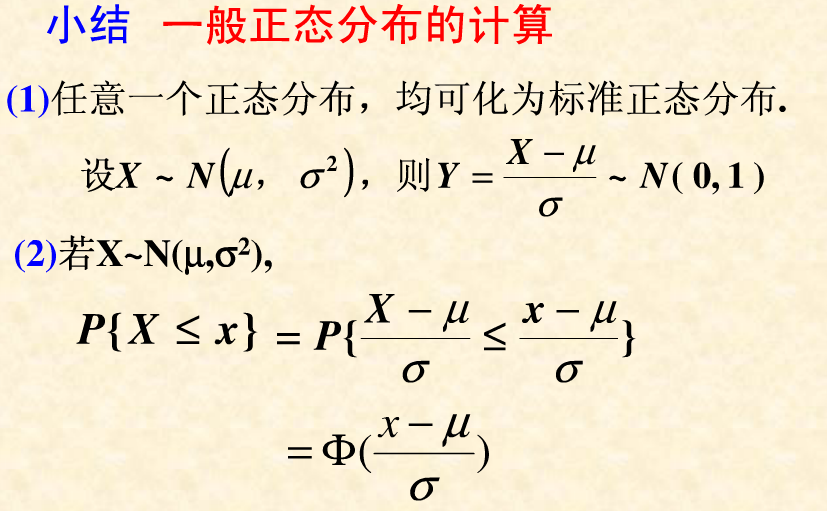 小结 一般正态分布的计算
(1)任意一个正态分布，均可化为标准正态分布.
设X ~ N(μ, σ²)，则Y = (X − μ)/σ ~ N(0,1)
(2)若X~N(μ,σ²),
P{X ≤ x} = P{(X − μ)/σ ≤ (x − μ)/σ}
= Φ((x − μ)/σ)